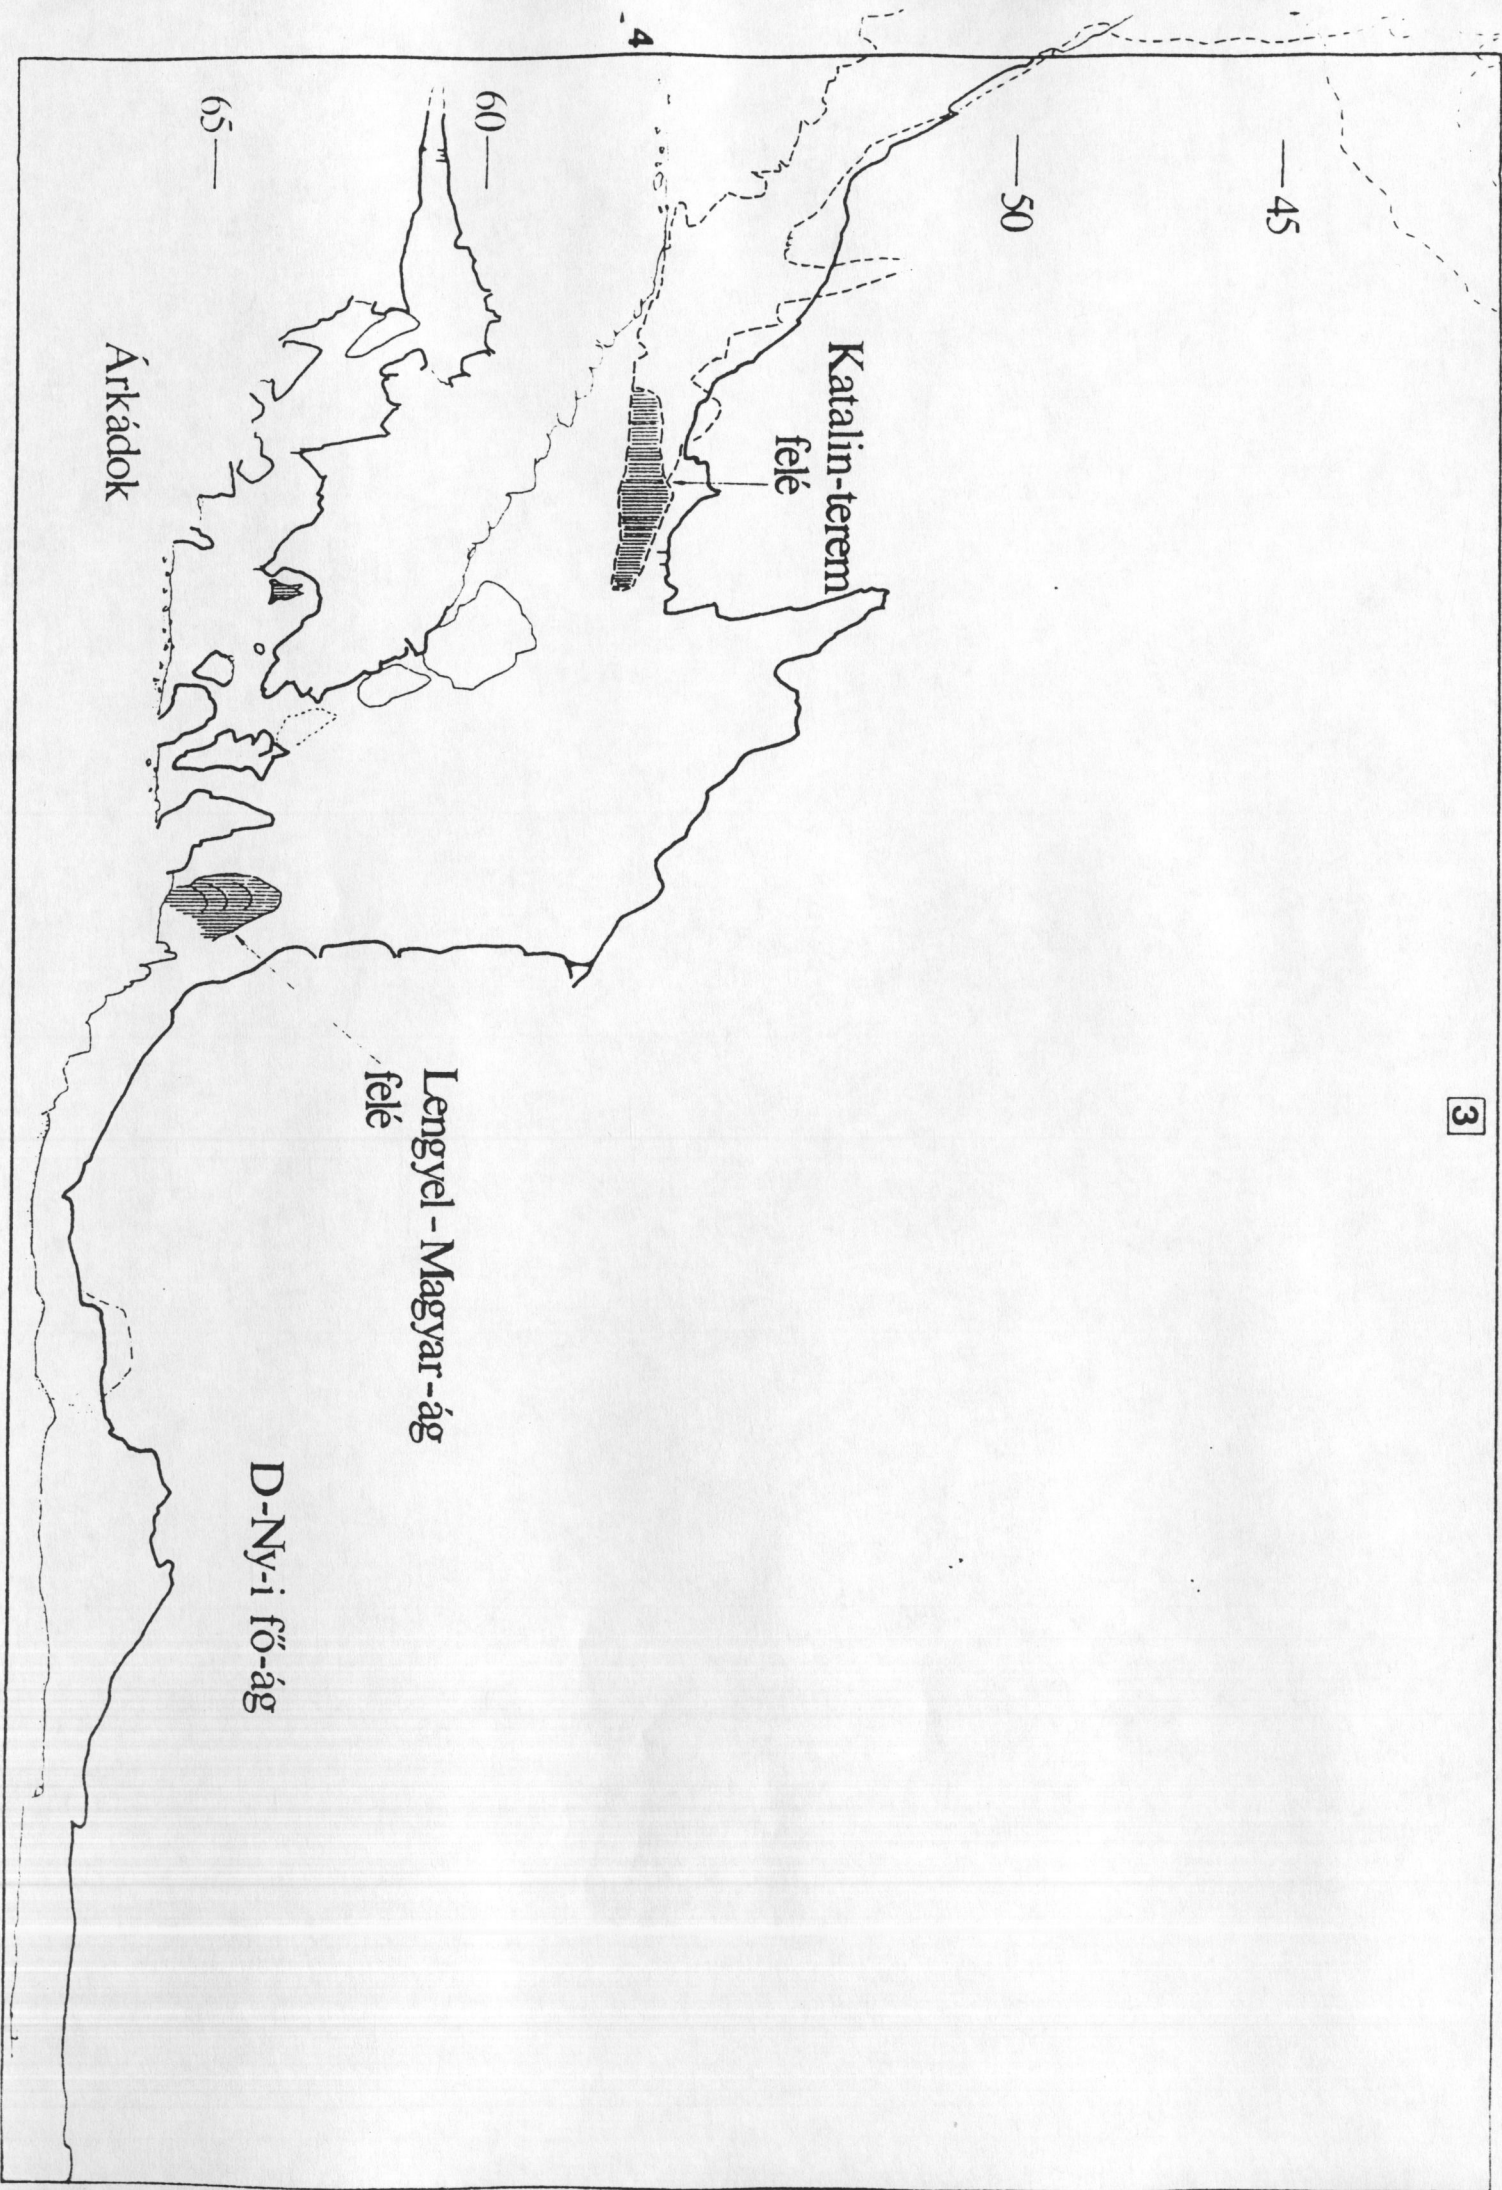 3
4
45
50
60
65
Katalin-terem
felé
Lengyel-Magyar-ág
felé
D-Ny-i fő-ág
Árkádok